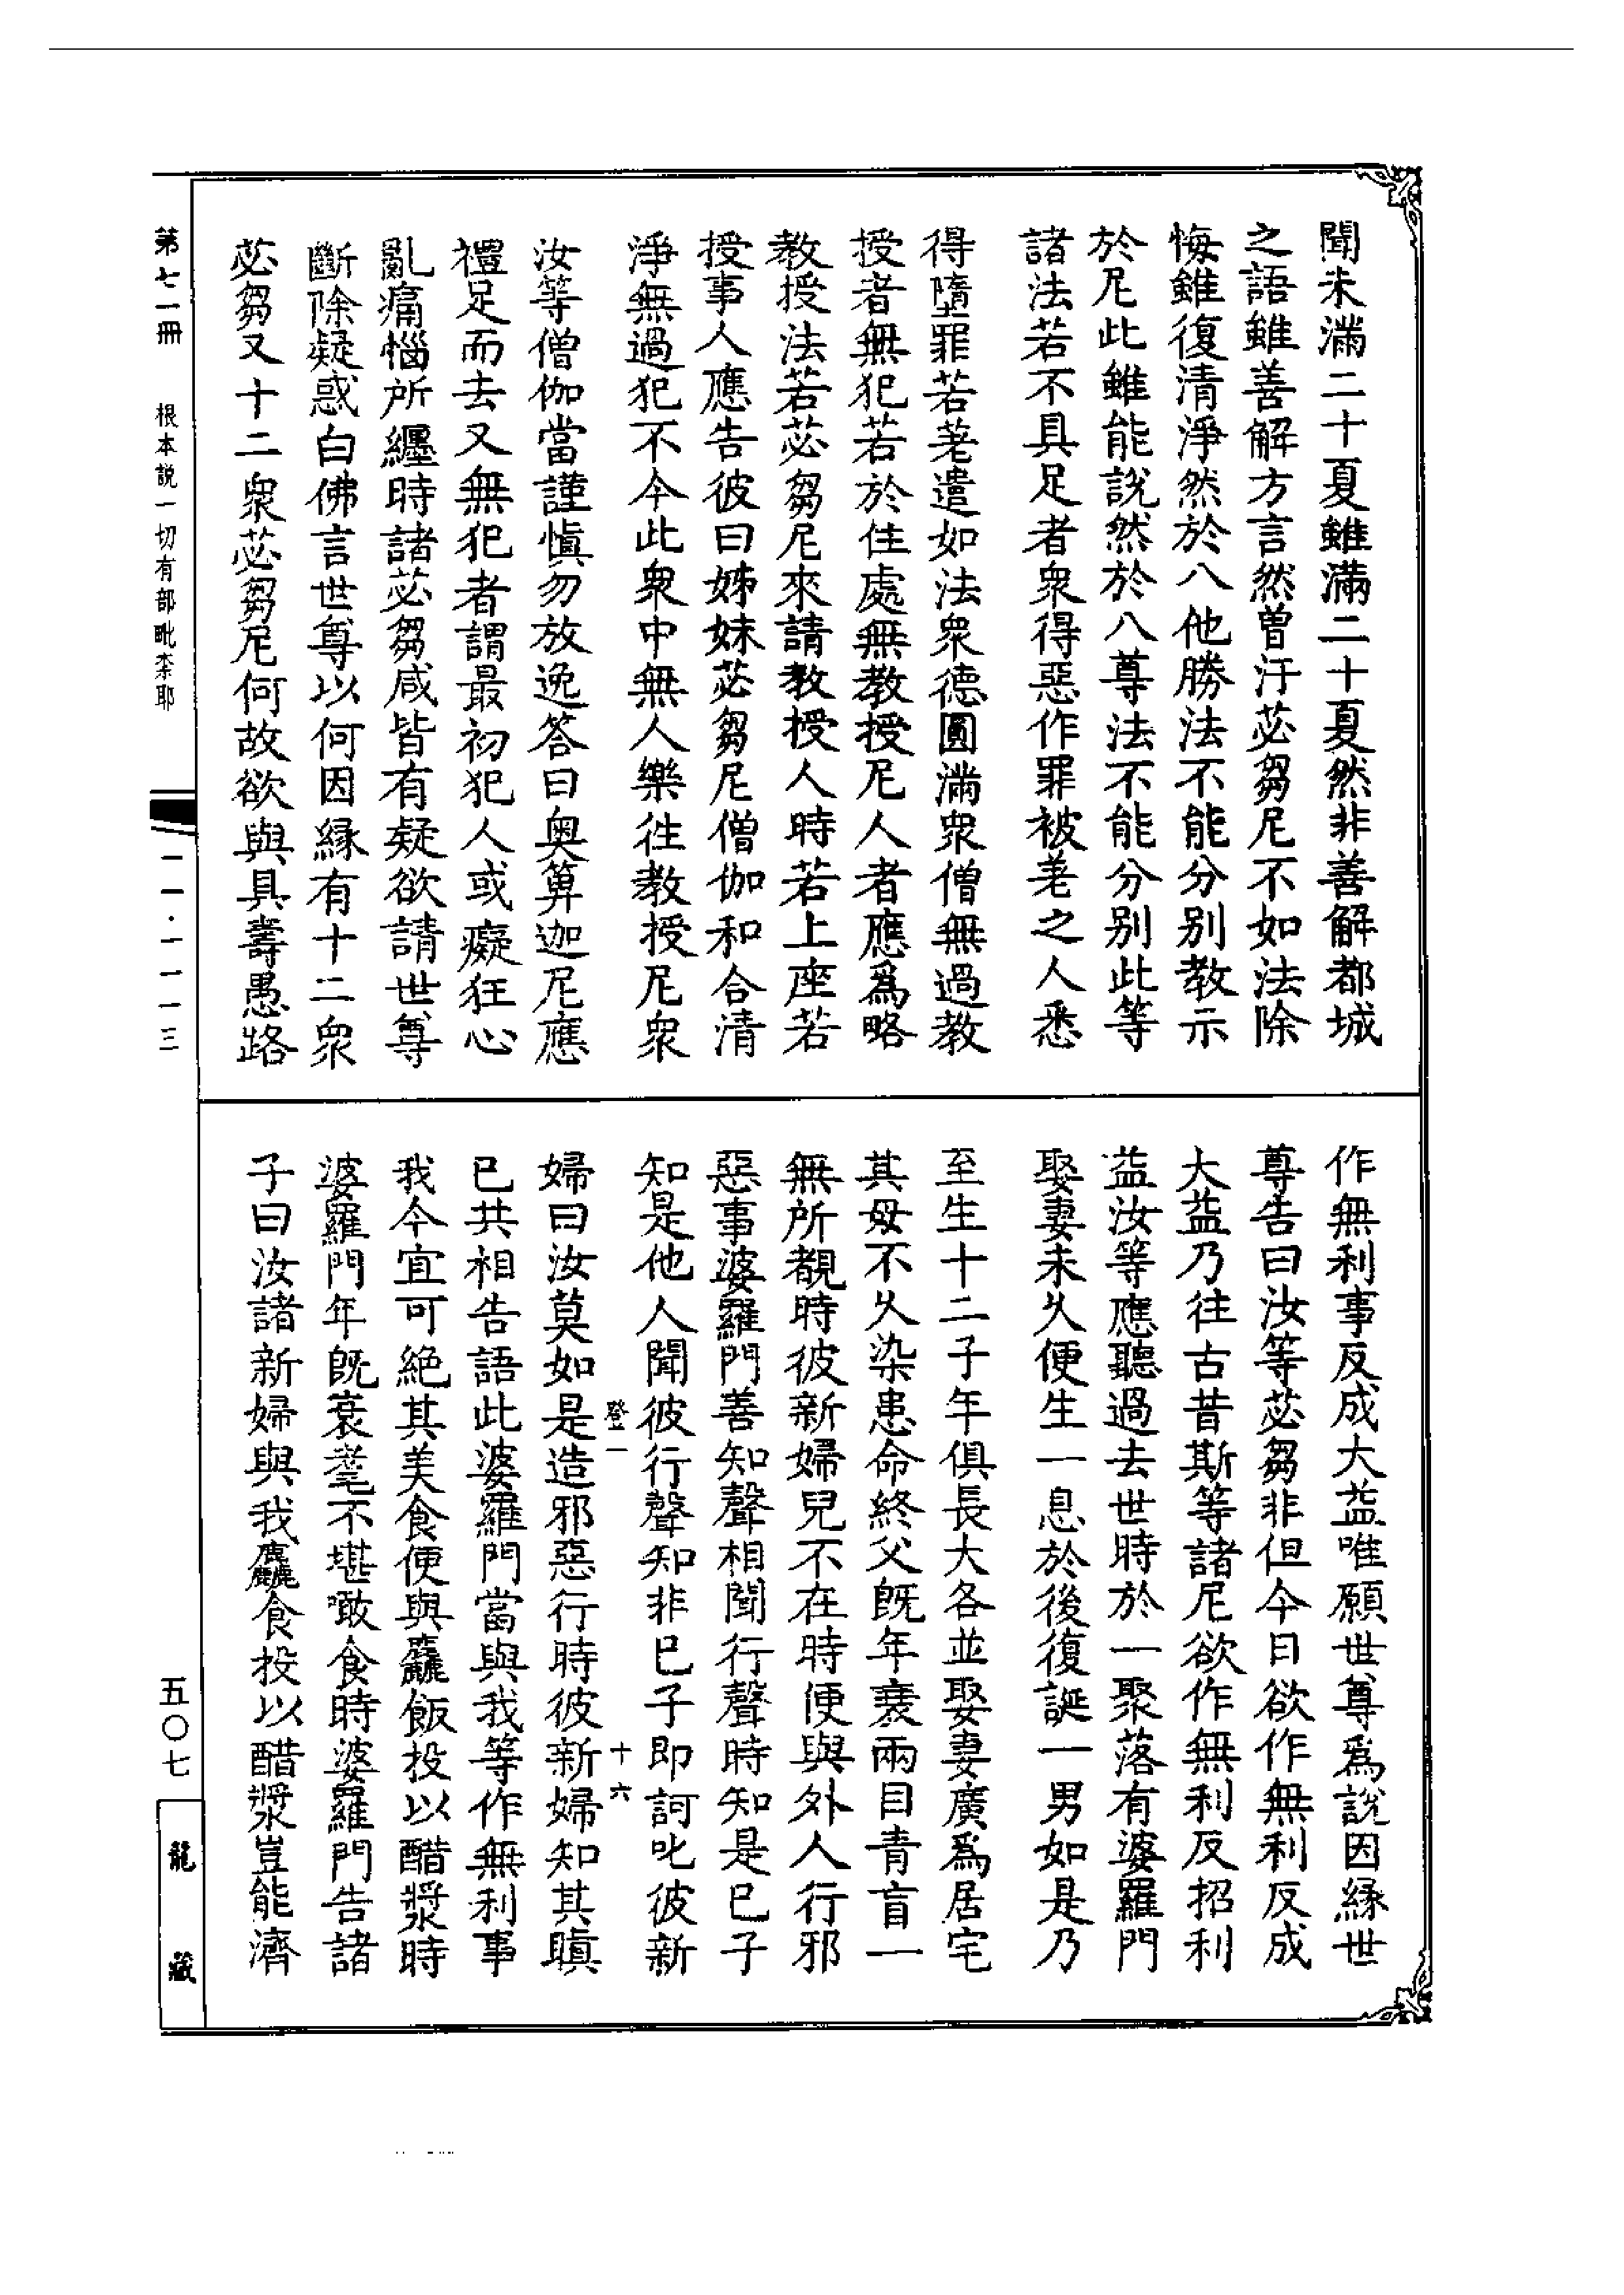 聞未滿二十夏雖滿二十夏然非善解都城
之語雖善解方言然曾汙苾芻尼不如法除
悔雖復清淨然於八他勝法不能分別教示
於尼此雖能說然於八尊法不能分別此等
諸法若不具足者衆得惡作罪被差之人悉
得墮罪若差遣如法衆德圓滿衆僧無過教
授者無犯若於住處無教授尼人者應爲略
教授法若苾芻尼來請教授人時若上座若
授事人應告彼曰姊妹苾芻尼僧伽和合清
淨無過犯不今此衆中無人樂往教授尼衆
汝等僧伽當謹慎勿放逸答曰奥箄迦尼應
禮足而去又無犯者謂最初犯人或癡狂心
亂痛惱所纏時諸苾芻咸皆有疑欲請世尊
斷除疑惑白佛言世尊以何因緣有十二衆
苾芻又十二衆苾芻尼何故欲與具壽愚路
作無利事反成大益唯願世尊爲說因緣世
尊告曰汝等苾芻非但今日欲作無利反成
大益乃往古昔斯等諸尼欲作無利反招利
益汝等應聽過去世時於一聚落有婆羅門
娶妻未久便生一息於後復誕一男如是乃
至生十二子年俱長大各並娶妻廣爲居宅
其母不久染患命終父既年衰兩目青盲一
無所覩時彼新婦兒不在時便與外人行邪
惡事婆羅門善知聲相聞行聲時知是已子
知是他人聞彼行聲知非已子即訶叱彼新
婦曰汝莫如是造邪惡行時彼新婦知其瞋
已共相告語此婆羅門當與我等作無利事
我今宜可絕其美食便與麤飯投以醋漿時
婆羅門年既衰耄不堪噉食時婆羅門告諸
子曰汝諸新婦與我麤食投以醋漿豈能濟
登二
十六
第七一冊
根本說一切有部毗柰耶
一一·一一一三
五〇七
龍藏